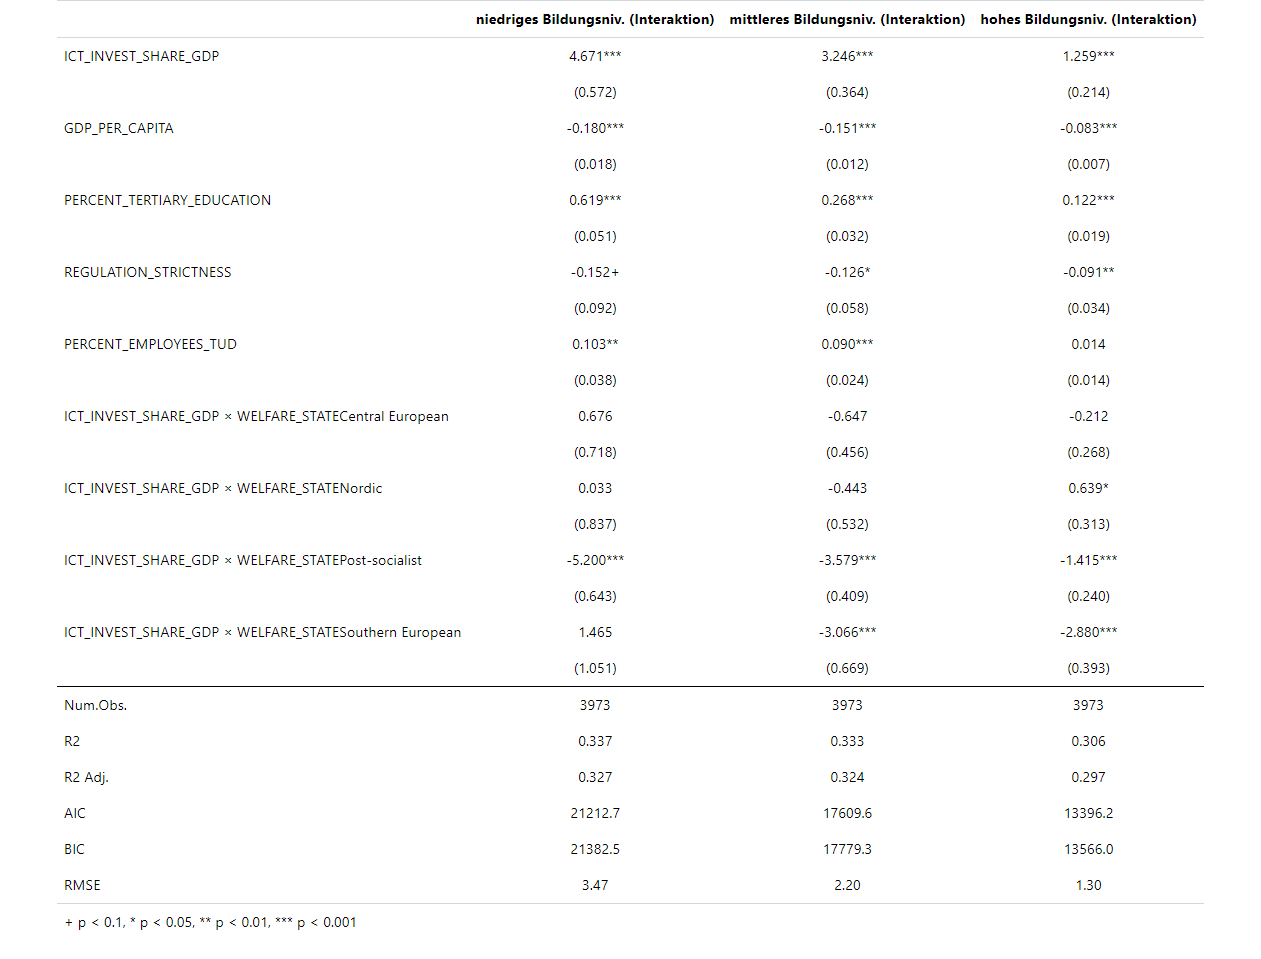 niedriges Bildungsniv. (Interaktion) mittleres Bildungsniv. (Interaktion) hohes Bildungsniv. (Interaktion)
ICT_INVEST_SHARE_GDP 4.671*** 3.246*** 1.259***
(0.572) (0.364) (0.214)
GDP_PER_CAPITA -0.180*** -0.151*** -0.083***
(0.018) (0.012) (0.007)
PERCENT_TERTIARY_EDUCATION 0.619*** 0.268*** 0.122***
(0.051) (0.032) (0.019)
REGULATION_STRICTNESS -0.152+ -0.126* -0.091**
(0.092) (0.058) (0.034)
PERCENT_EMPLOYEES_TUD 0.103** 0.090*** 0.014
(0.038) (0.024) (0.014)
ICT_INVEST_SHARE_GDP × WELFARE_STATECentral European 0.676 -0.647 -0.212
(0.718) (0.456) (0.268)
ICT_INVEST_SHARE_GDP × WELFARE_STATENordic 0.033 -0.443 0.639*
(0.837) (0.532) (0.313)
ICT_INVEST_SHARE_GDP × WELFARE_STATEPost-socialist -5.200*** -3.579*** -1.415***
(0.643) (0.409) (0.240)
ICT_INVEST_SHARE_GDP × WELFARE_STATESouthern European 1.465 -3.066*** -2.880***
(1.051) (0.669) (0.393)
Num.Obs. 3973 3973 3973
R2 0.337 0.333 0.306
R2 Adj. 0.327 0.324 0.297
AIC 21212.7 17609.6 13396.2
BIC 21382.5 17779.3 13566.0
RMSE 3.47 2.20 1.30
+ p < 0.1, * p < 0.05, ** p < 0.01, *** p < 0.001